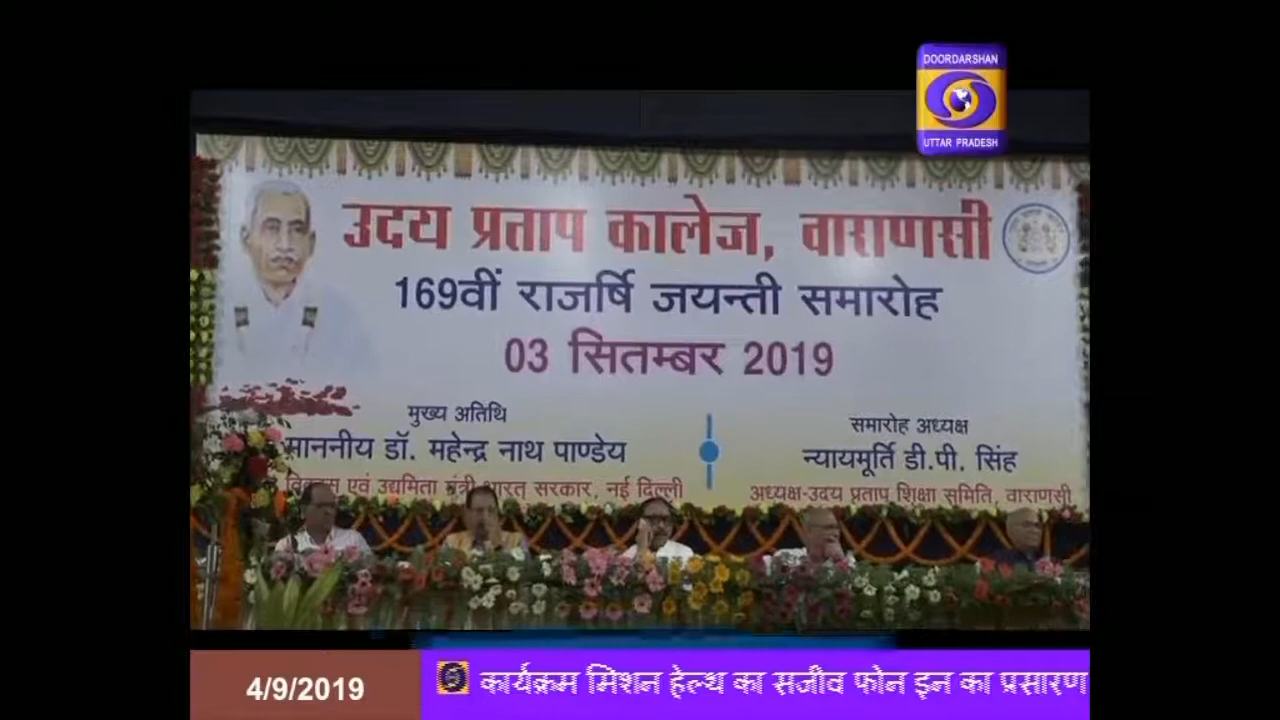 DOORDARSHAN
UTTAR PRADESH
उदय प्रताप कालेज, वाराणसी
169वीं राजर्षि जयन्ती समारोह
03 सितम्बर 2019
मुख्य अतिथि
माननीय डॉ. महेन्द्र नाथ पाण्डेय
विकास एवं उद्यमिता मंत्री भारत सरकार, नई दिल्ली
समारोह अध्यक्ष
न्यायमूर्ति डी.पी. सिंह
अध्यक्ष-उदय प्रताप शिक्षा समिति, वाराणसी
4/9/2019
कार्यक्रम मिशन हेल्थ का सजीव फोन इन का प्रसारण